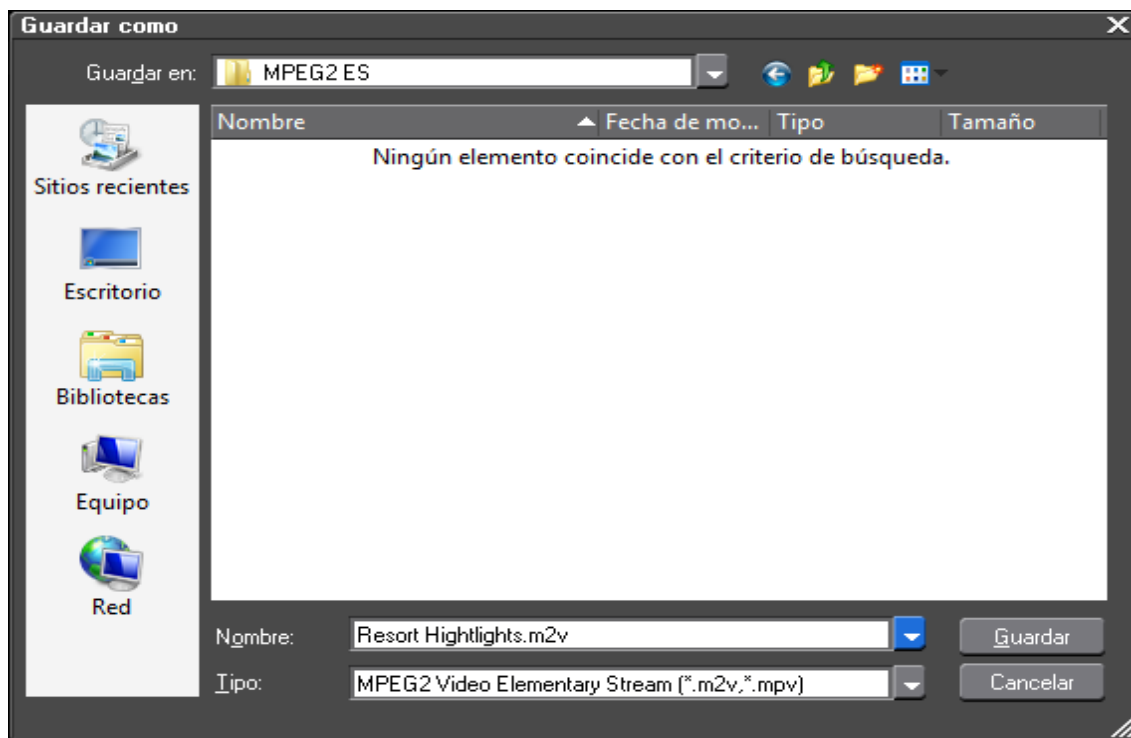 Guardar como
Guardar en: MPEG2 ES
Nombre Fecha de mo... Tipo Tamaño
Ningún elemento coincide con el criterio de búsqueda.
Sitios recientes
Escritorio
Bibliotecas
Equipo
Red
Nombre: Resort Hightlights.m2v Guardar
Tipo: MPEG2 Video Elementary Stream (*.m2v,*.mpv) Cancelar